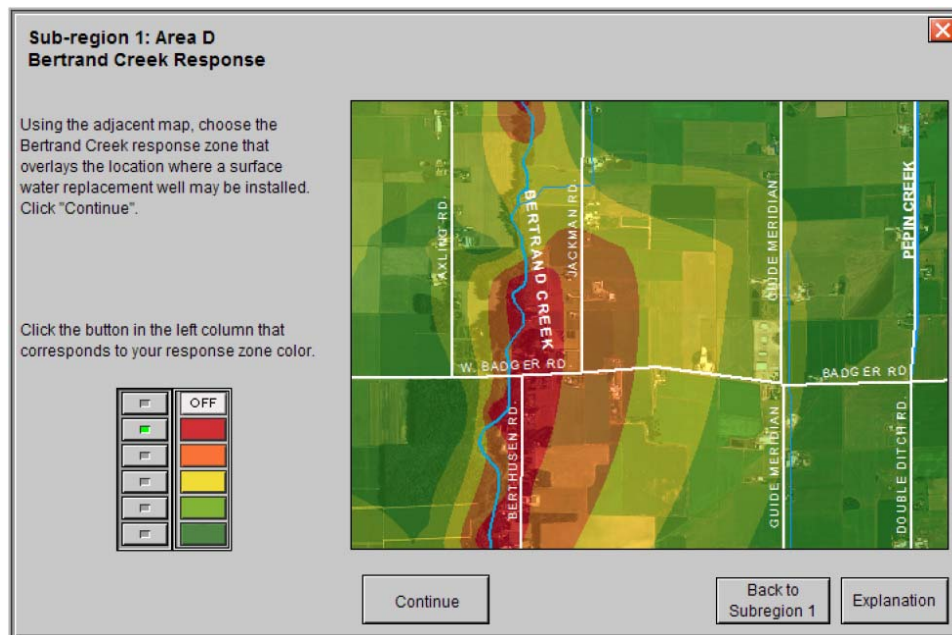 Sub-region 1: Area D
Bertrand Creek Response
Using the adjacent map, choose the
Bertrand Creek response zone that
overlays the location where a surface
water replacement well may be installed.
Click "Continue".
Click the button in the left column that
corresponds to your response zone color.
OFF
AXLING RD.
BERTRAND CREEK
JACKMAN RD.
GUIDE MERIDIAN
PEPIN CREEK
W. BADGER RD.
BADGER RD
BERTHUSEN RD.
GUIDE MERIDIAN
DOUBLE DITCH RD.
Continue
Back to
Subregion 1
Explanation